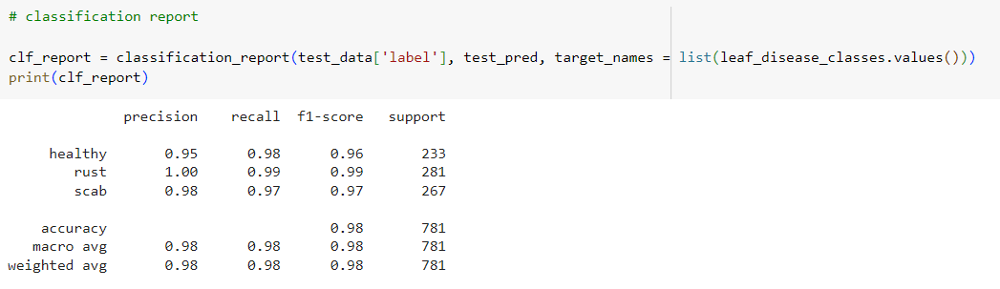 # classification report
clf_report = classification_report(test_data['label'], test_pred, target_names = list(leaf_disease_classes.values()))
print(clf_report)
precision recall f1-score support
healthy 0.95 0.98 0.96 233
rust 1.00 0.99 0.99 281
scab 0.98 0.97 0.97 267
accuracy 0.98 781
macro avg 0.98 0.98 0.98 781
weighted avg 0.98 0.98 0.98 781